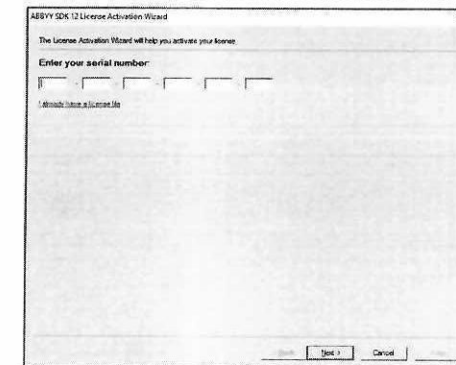 ABBYY SDK 12 License Activation Wizard
The License Activation Wizard will help you activate your license
Enter your serial number:
I already have a license file
Next >
Cancel